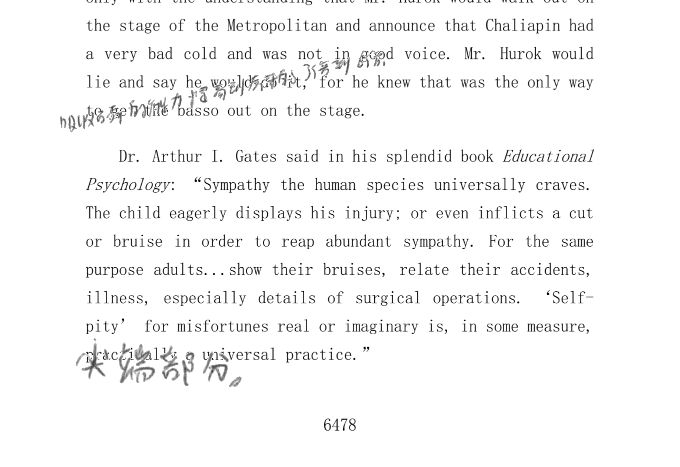 only with the understanding that Mr. Hurok would walk out on
the stage of the Metropolitan and announce that Chaliapin had
a very bad cold and was not in good voice. Mr. Hurok would
lie and say he would do it, for he knew that was the only way
to get the basso out on the stage.
Dr. Arthur I. Gates said in his splendid book Educational
Psychology: “Sympathy the human species universally craves.
The child eagerly displays his injury; or even inflicts a cut
or bruise in order to reap abundant sympathy. For the same
purpose adults...show their bruises, relate their accidents,
illness, especially details of surgical operations. ‘Self-
pity’ for misfortunes real or imaginary is, in some measure,
practically a universal practice.”
尖端部分。
6478